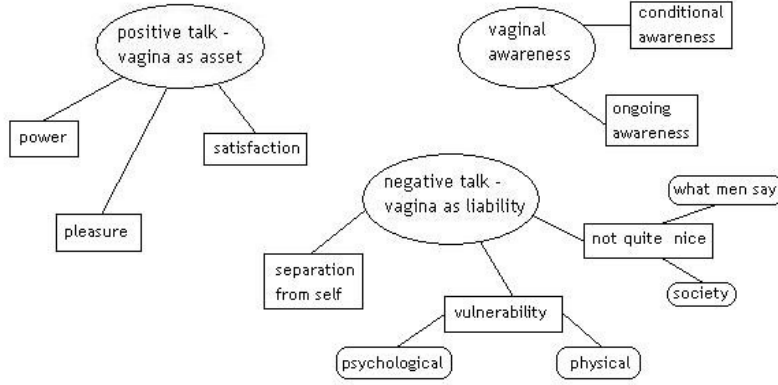 positive talk -
vagina as asset
power
pleasure
satisfaction
vaginal
awareness
conditional
awareness
ongoing
awareness
negative talk -
vagina as liability
separation
from self
vulnerability
psychological
physical
not quite nice
what men say
society